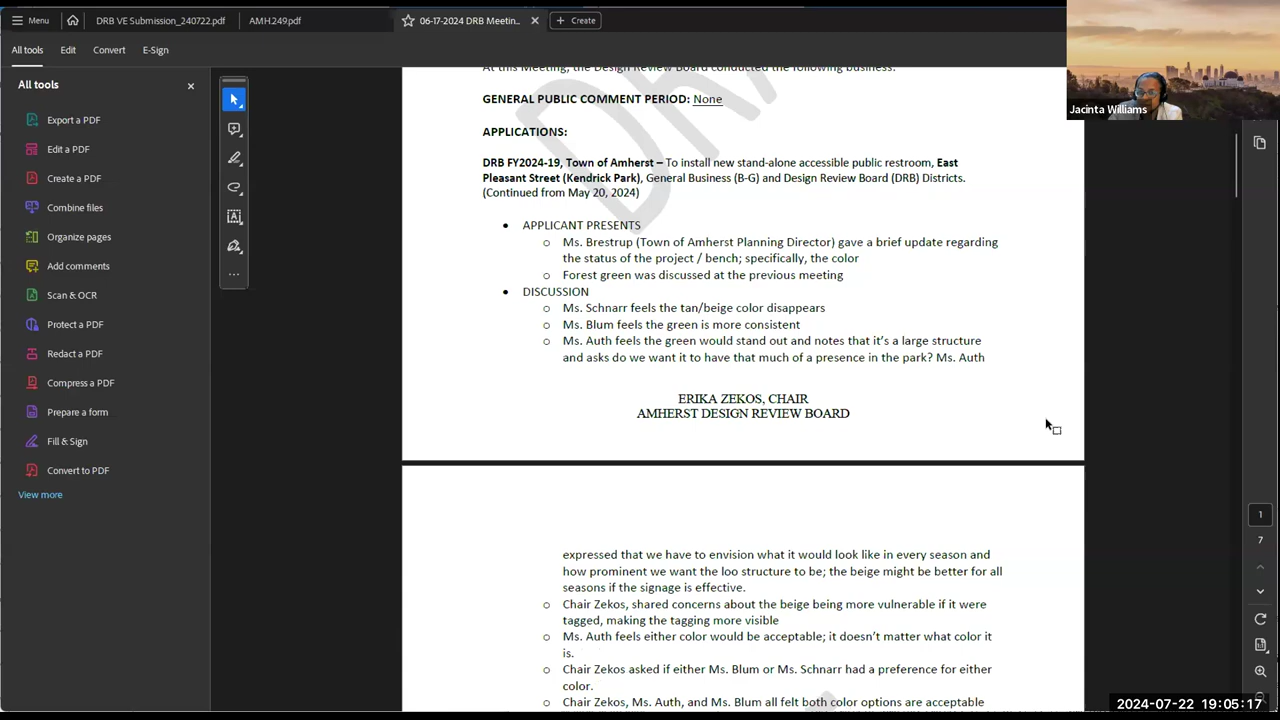 Menu
DRB VE Submission_240722.pdf
AMH249.pdf
06-17-2024 DRB Meetin...
Create
All tools
Edit
Convert
E-Sign
All tools
Export a PDF
Edit a PDF
Create a PDF
Combine files
Organize pages
Add comments
Scan & OCR
Protect a PDF
Redact a PDF
Compress a PDF
Prepare a form
Fill & Sign
Convert to PDF
View more
At this Meeting, the Design Review Board conducted the following business.
GENERAL PUBLIC COMMENT PERIOD: None
APPLICATIONS:
DRB FY2024-19, Town of Amherst – To install new stand-alone accessible public restroom, East
Pleasant Street (Kendrick Park), General Business (B-G) and Design Review Board (DRB) Districts.
(Continued from May 20, 2024)
• APPLICANT PRESENTS
o Ms. Brestrup (Town of Amherst Planning Director) gave a brief update regarding
the status of the project / bench; specifically, the color
o Forest green was discussed at the previous meeting
• DISCUSSION
o Ms. Schnarr feels the tan/beige color disappears
o Ms. Blum feels the green is more consistent
o Ms. Auth feels the green would stand out and notes that it's a large structure
and asks do we want it to have that much of a presence in the park? Ms. Auth
ERIKA ZEKOS, CHAIR
AMHERST DESIGN REVIEW BOARD
expressed that we have to envision what it would look like in every season and
how prominent we want the loo structure to be; the beige might be better for all
seasons if the signage is effective.
o Chair Zekos, shared concerns about the beige being more vulnerable if it were
tagged, making the tagging more visible
o Ms. Auth feels either color would be acceptable; it doesn't matter what color it
is.
o Chair Zekos asked if either Ms. Blum or Ms. Schnarr had a preference for either
color.
o Chair Zekos, Ms. Auth, and Ms. Blum all felt both color options are acceptable
Jacinta Williams
1
7
2024-07-22 19:05:17